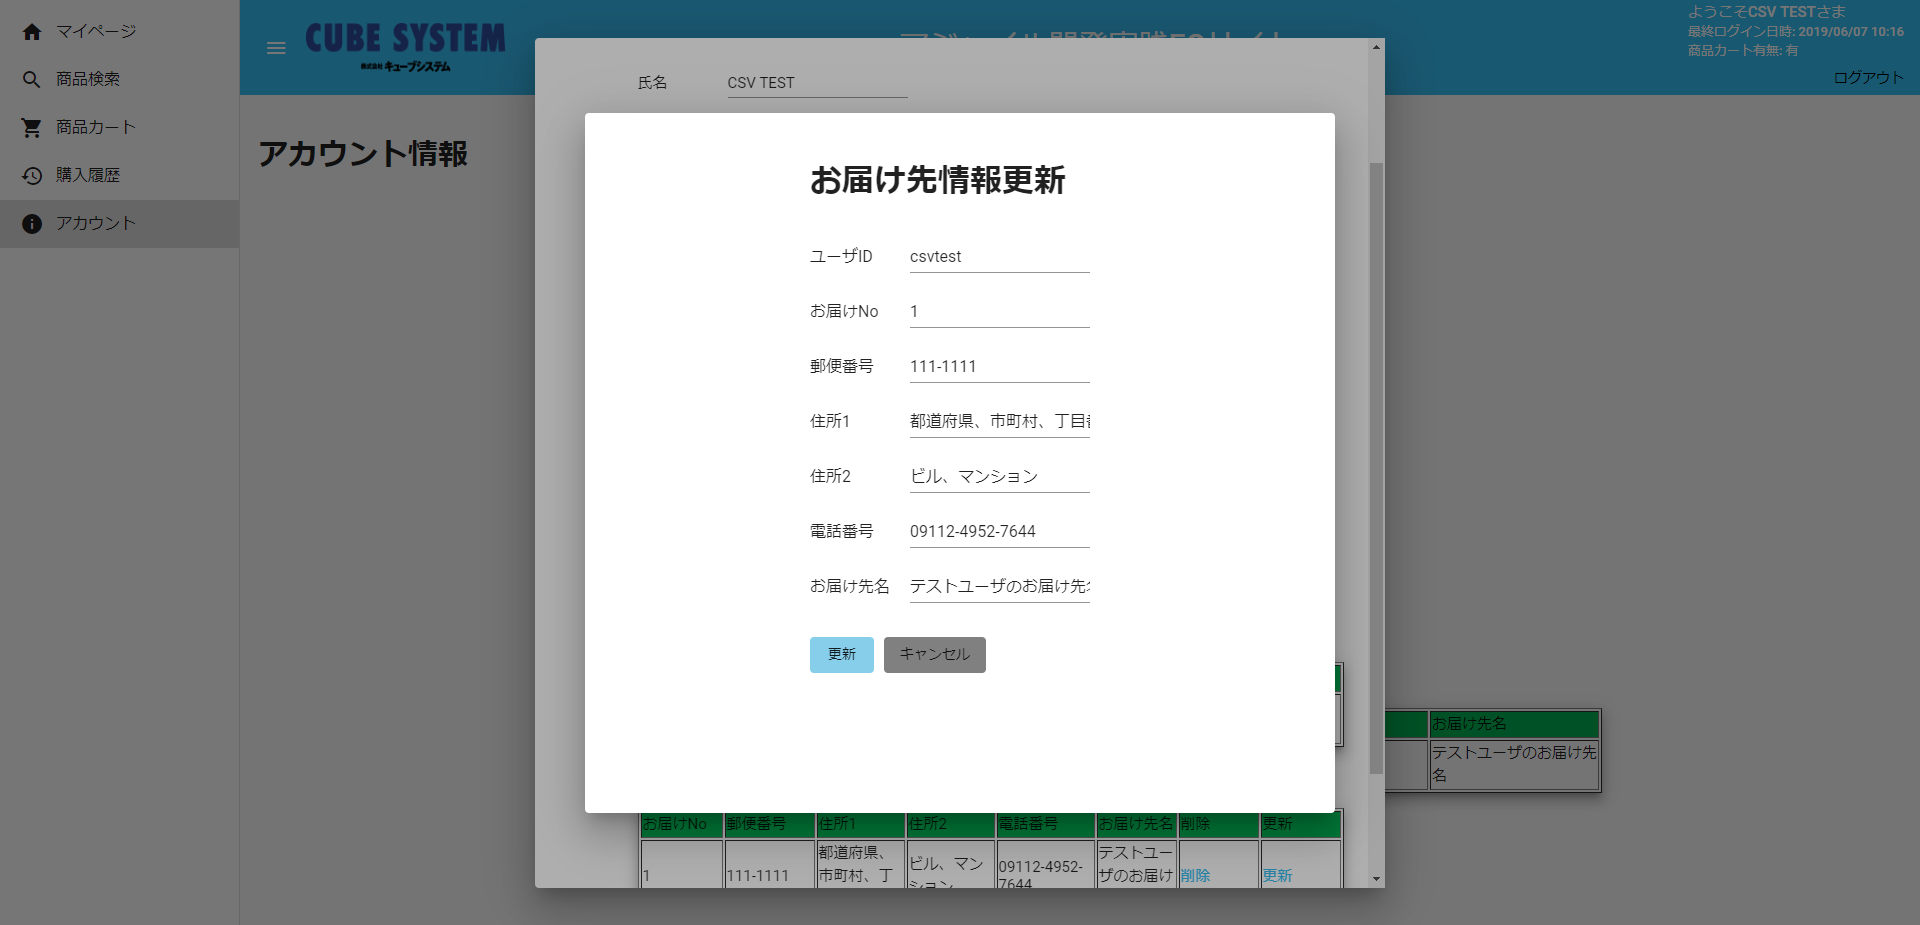 マイページ
商品検索
商品カート
購入履歴
アカウント
CUBE SYSTEM
株式会社 キューブシステム
ようこそCSV TESTさま
最終ログイン日時: 2019/06/07 10:16
商品カート有無: 有
ログアウト
アカウント情報
氏名 CSV TEST
お届け先情報更新
ユーザID csvtest
お届けNo 1
郵便番号 111-1111
住所1 都道府県、市町村、丁目
住所2 ビル、マンション
電話番号 09112-4952-7644
お届け先名 テストユーザのお届け先
更新 キャンセル
お届け先名
テストユーザのお届け先
名
お届けNo 郵便番号 住所1 住所2 電話番号 お届け先名 削除 更新
1 111-1111 都道府県、
市町村、丁 ビル、マン
ション 09112-4952-
7644 テストユー
ザのお届け 削除 更新